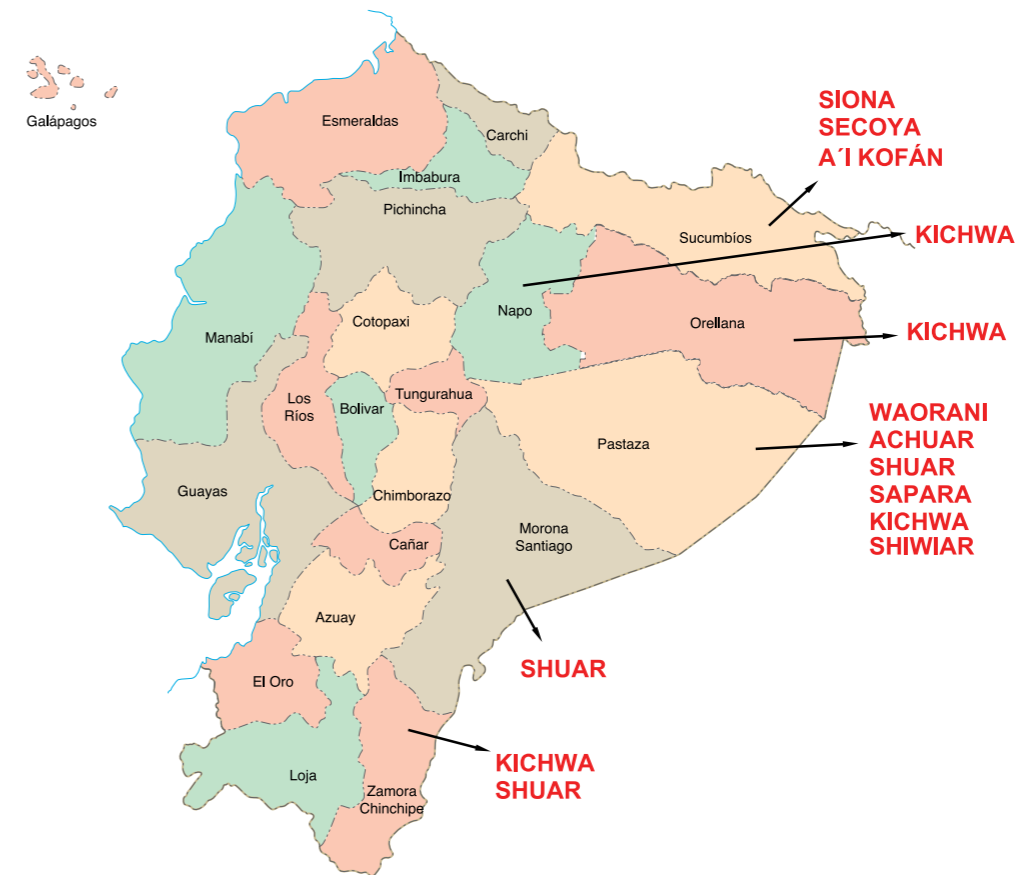 Galápagos
Esmeraldas
Carchi
Imbabura
Pichincha
SIONA
SECOYA
A´I KOFÁN
Sucumbíos
KICHWA
Napo
Orellana
KICHWA
Manabí
Cotopaxi
Tungurahua
Los
Ríos
Bolivar
Pastaza
WAORANI
ACHUAR
SHUAR
SAPARA
KICHWA
SHIWIAR
Guayas
Chimborazo
Morona
Santiago
Cañar
Azuay
SHUAR
El Oro
Loja
Zamora
Chinchipe
KICHWA
SHUAR